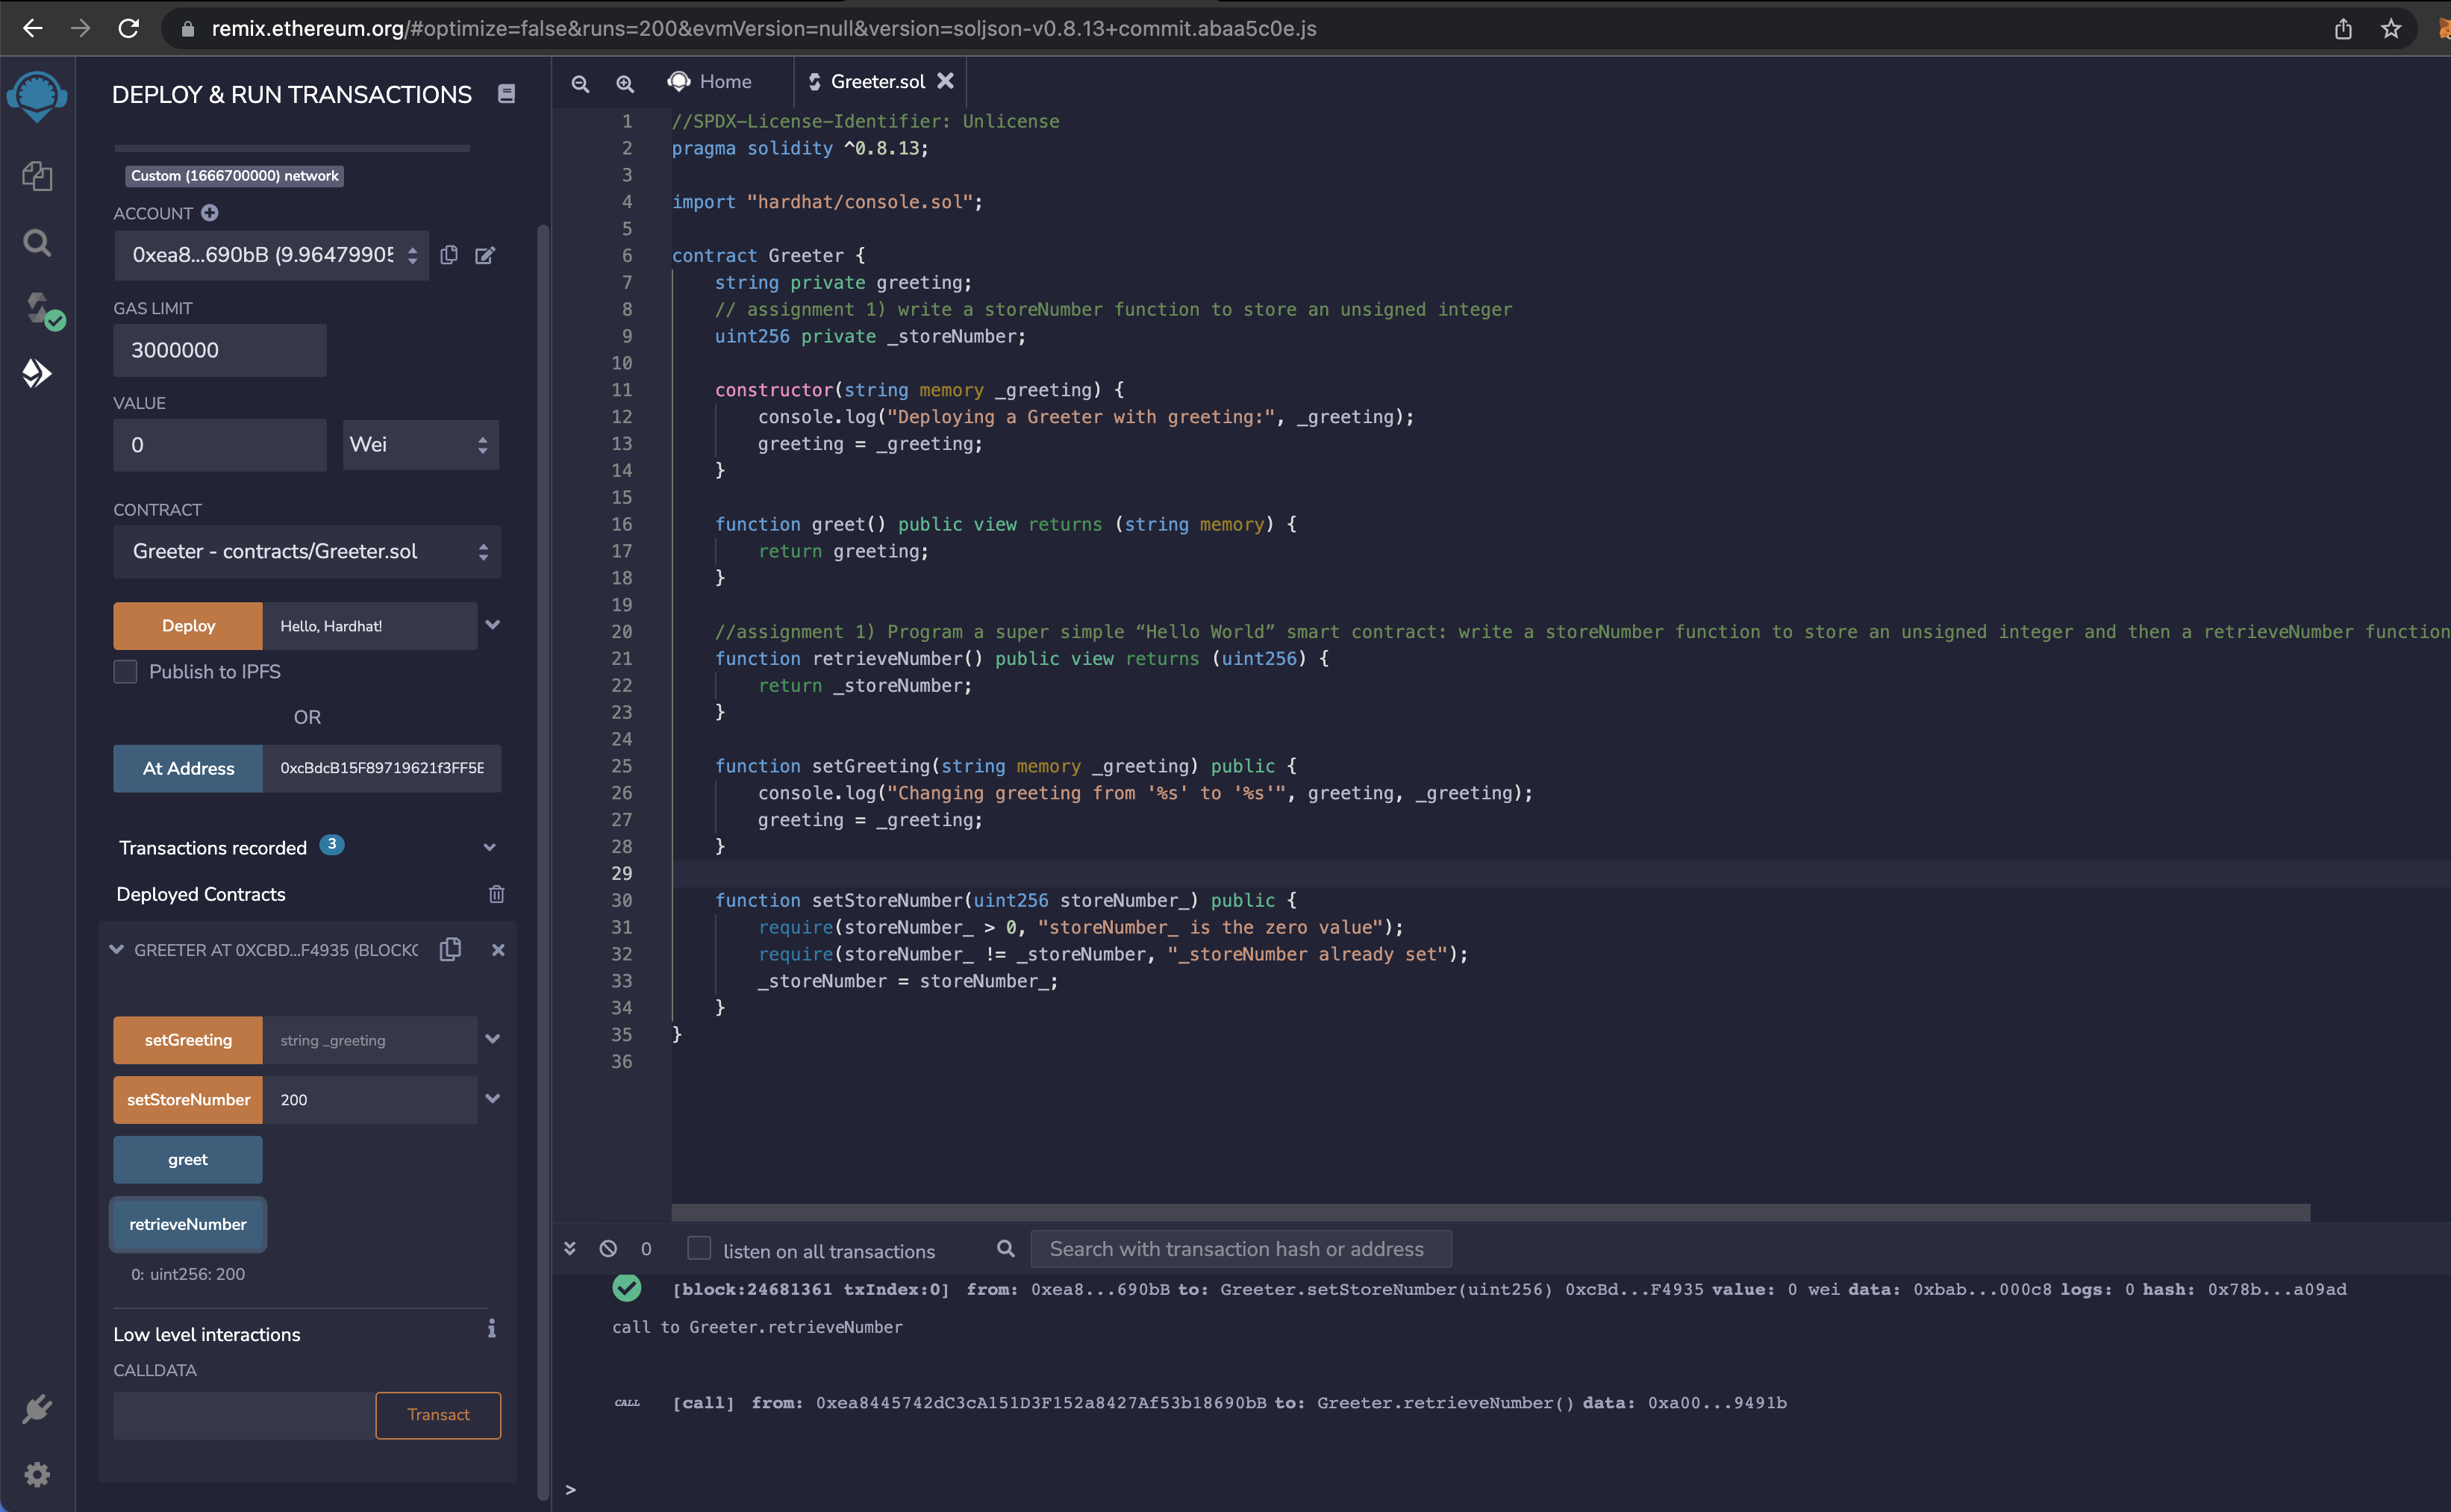 remix.ethereum.org/#optimize=false&runs=200&evmVersion=null&version=soljson-v0.8.13+commit.abaa5c0e.js
DEPLOY & RUN TRANSACTIONS
Custom (1666700000) network
ACCOUNT
0xea8...690bB (9.9647990
GAS LIMIT
3000000
VALUE
0
Wei
CONTRACT
Greeter - contracts/Greeter.sol
Deploy
Hello, Hardhat!
Publish to IPFS
OR
At Address
0xcBdcB15F89719621f3FF5E
Transactions recorded 3
Deployed Contracts
GREETER AT 0XCBD...F4935 (BLOCKC
setGreeting
string _greeting
setStoreNumber
200
greet
retrieveNumber
0: uint256: 200
Low level interactions
i
CALLDATA
Transact
Home
Greeter.sol
1 //SPDX-License-Identifier: Unlicense
2 pragma solidity ^0.8.13;
3
4 import "hardhat/console.sol";
5
6 contract Greeter {
7 string private greeting;
8 // assignment 1) write a storeNumber function to store an unsigned integer
9 uint256 private _storeNumber;
10
11 constructor(string memory _greeting) {
12 console.log("Deploying a Greeter with greeting:", _greeting);
13 greeting = _greeting;
14 }
15
16 function greet() public view returns (string memory) {
17 return greeting;
18 }
19
20 //assignment 1) Program a super simple “Hello World” smart contract: write a storeNumber function to store an unsigned integer and then a retrieveNumber function
21 function retrieveNumber() public view returns (uint256) {
22 return _storeNumber;
23 }
24
25 function setGreeting(string memory _greeting) public {
26 console.log("Changing greeting from '%s' to '%s'", greeting, _greeting);
27 greeting = _greeting;
28 }
29
30 function setStoreNumber(uint256 storeNumber_) public {
31 require(storeNumber_ > 0, "storeNumber_ is the zero value");
32 require(storeNumber_ != _storeNumber, "_storeNumber already set");
33 _storeNumber = storeNumber_;
34 }
35 }
36
0
listen on all transactions
Search with transaction hash or address
[block:24681361 txIndex:0] from: 0xea8...690bB to: Greeter.setStoreNumber(uint256) 0xcBd...F4935 value: 0 wei data: 0xbab...000c8 logs: 0 hash: 0x78b...a09ad
call to Greeter.retrieveNumber
CALL [call] from: 0xea8445742dC3cA151D3F152a8427Af53b18690bB to: Greeter.retrieveNumber() data: 0xa00...9491b
>